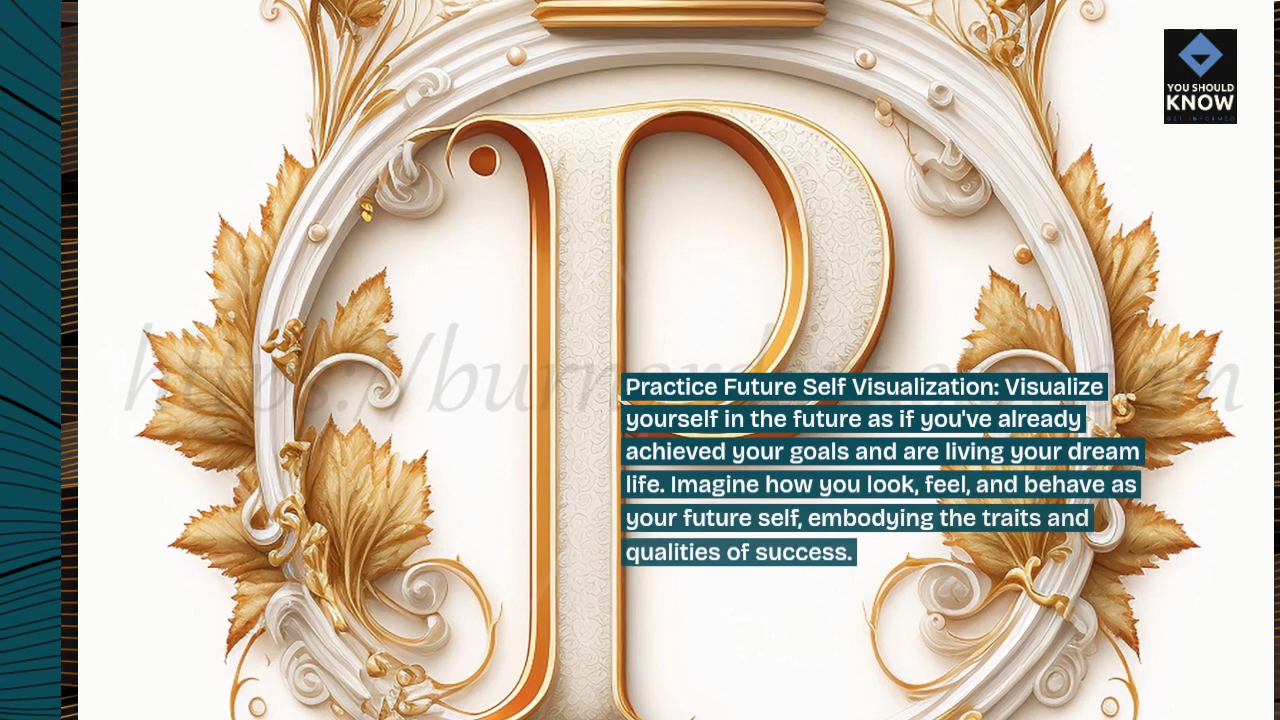 YOU SHOULD
KNOW
GET INFORMED
P
Practice Future Self Visualization: Visualize
yourself in the future as if you've already
achieved your goals and are living your dream
life. Imagine how you look, feel, and behave as
your future self, embodying the traits and
qualities of success.